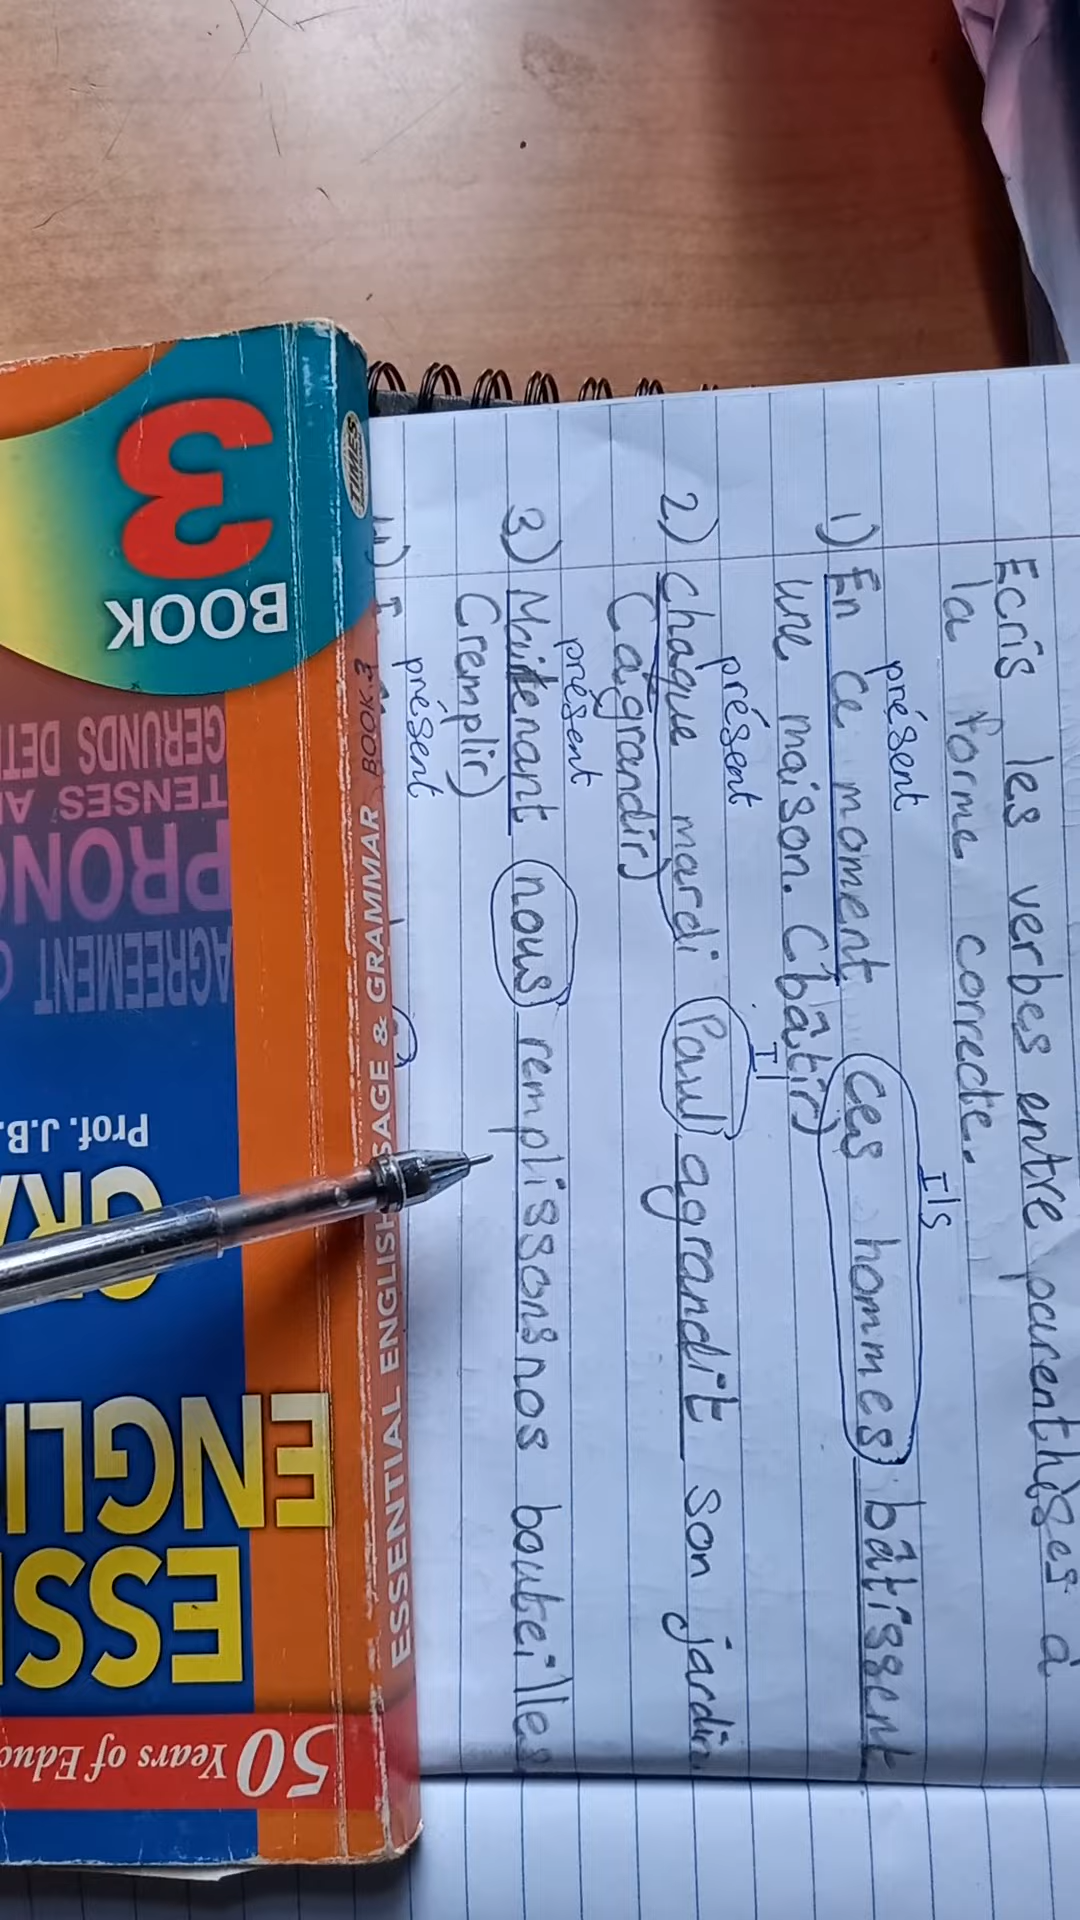 Ecris les verbes entre parenthèses à
la forme correcte.
présent
Ils
1) En ce moment ces hommes bâtissent
une maison. (bâtir)
présent
Il
2) Chaque mardi Paul agrandit son jardin
(agrandir)
présent
3) Maitenant nous remplissons nos bouteilles
(remplir)
présent
ESSENTIAL ENGLISH USAGE & GRAMMAR BOOK 3
TIMES
BOOK
3
GERUNDS
TENSES
AGREEMENT
Prof. J.B.
50 Years of